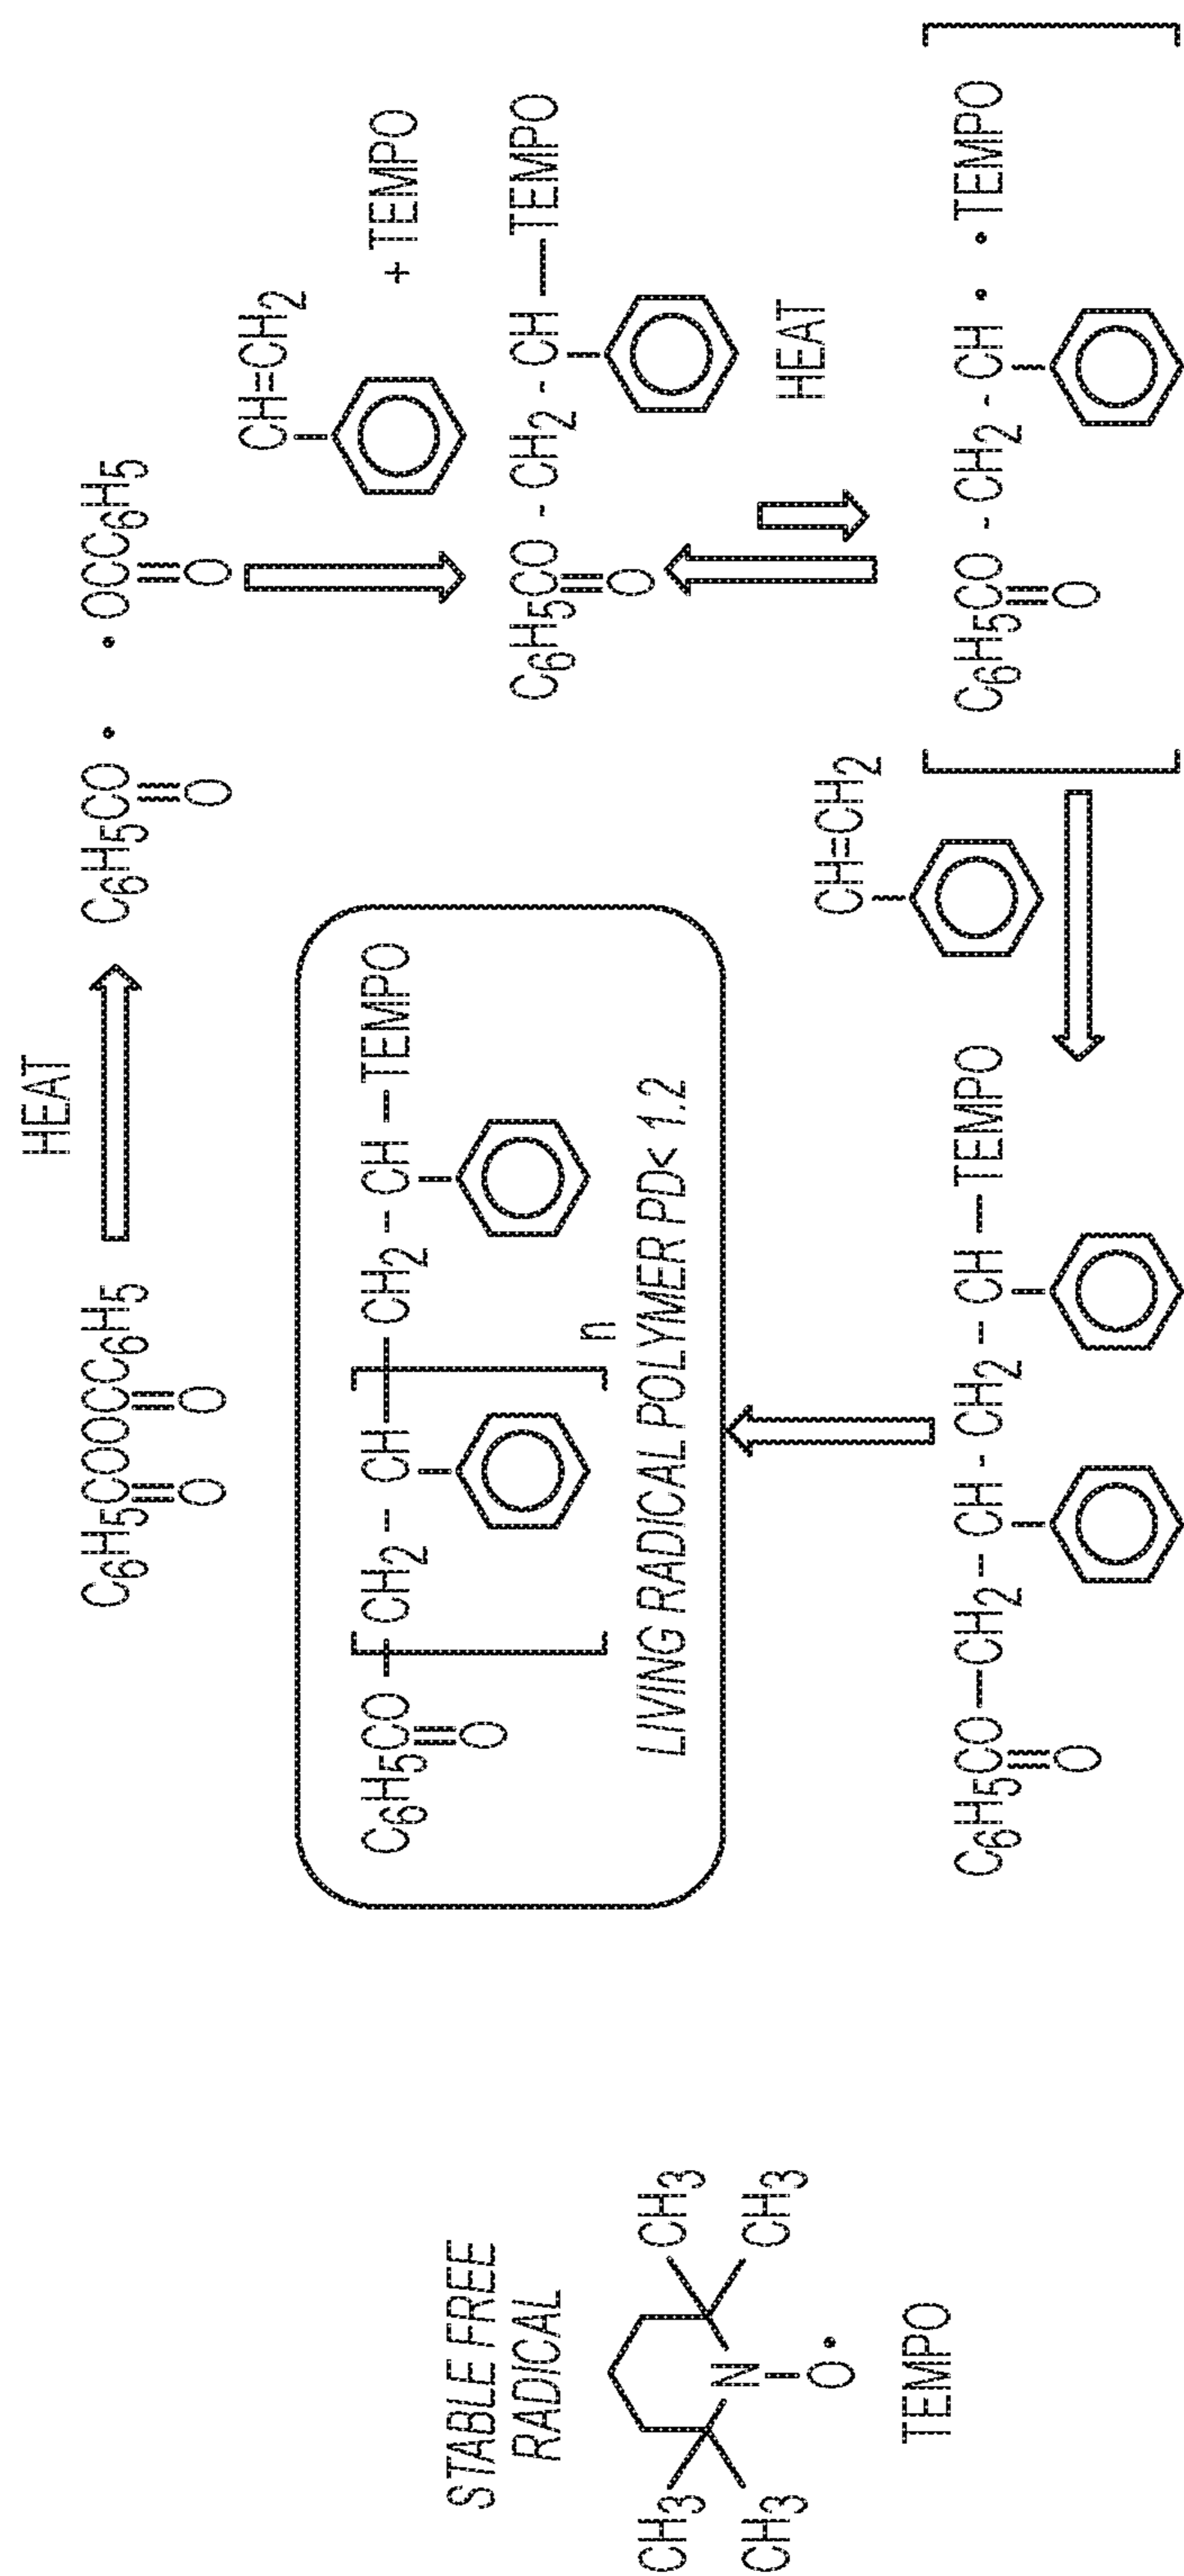 HEAT
C6H5COOCC6H5
O O
C6H5CO • • OCC6H5
O O
CH=CH2
+ TEMPO
C6H5CO - CH2 - CH — TEMPO
O
HEAT
C6H5CO - CH2 - CH • • TEMPO
O
CH=CH2
C6H5CO — CH2 - CH - CH2 - CH — TEMPO
O
C6H5CO — CH2 - CH — CH2 - CH — TEMPO
O
n
LIVING RADICAL POLYMER PD< 1.2
STABLE FREE
RADICAL
CH3 CH3
N
CH3 CH3
O•
TEMPO